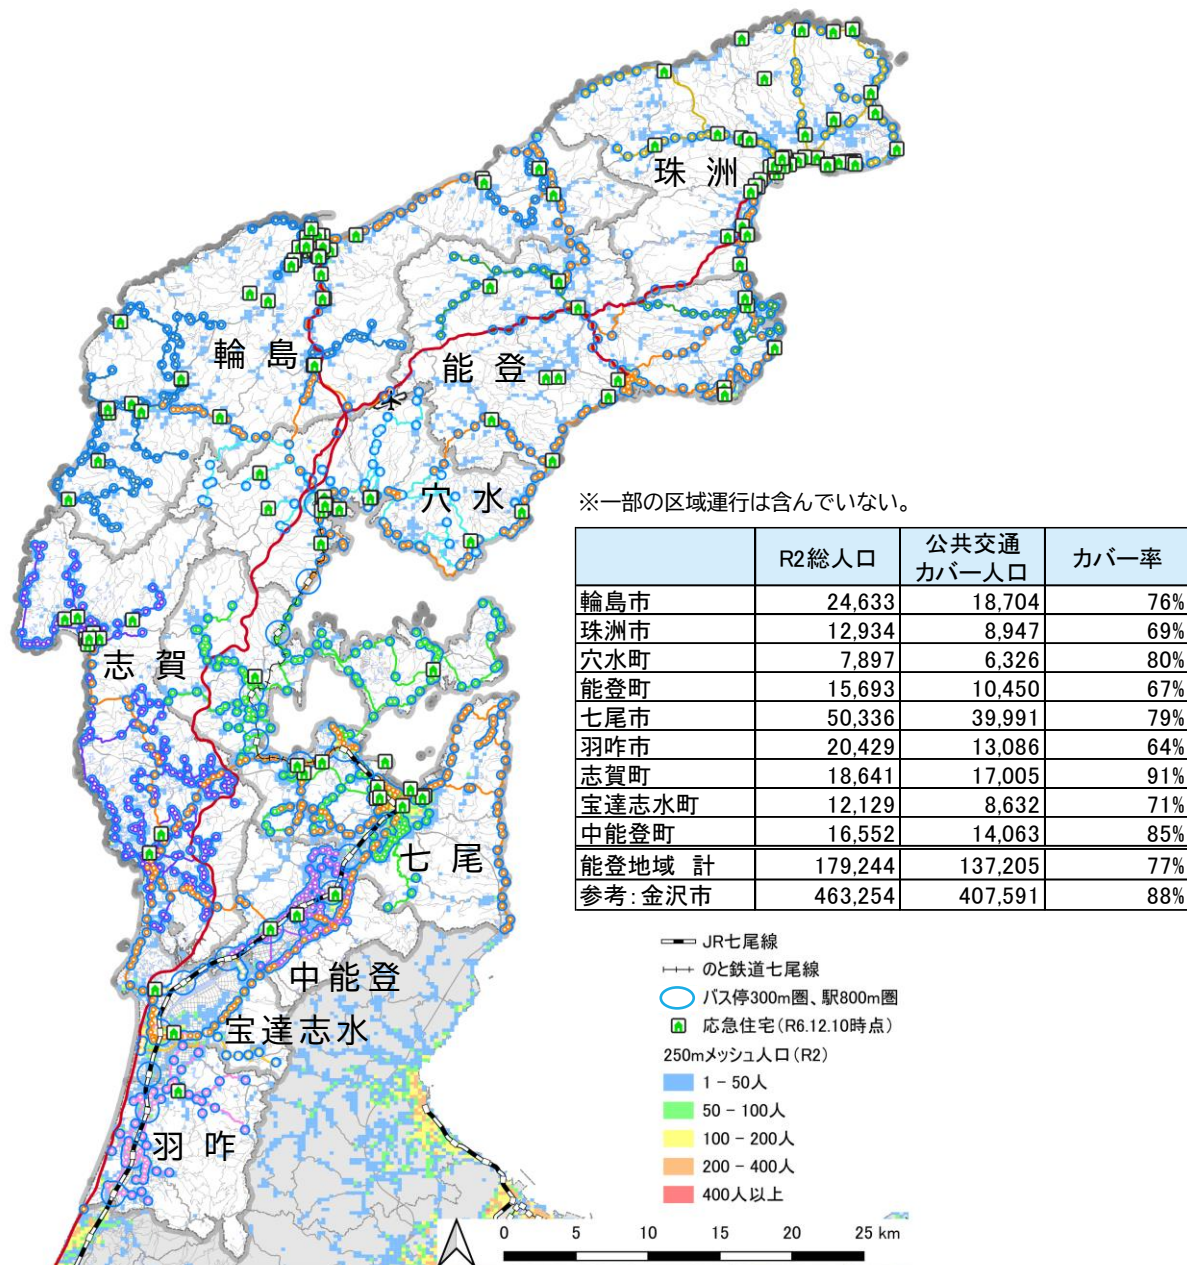 珠洲
輪島
能登
穴水
※一部の区域運行は含んでいない。
R2総人口 公共交通カバー人口 カバー率
輪島市 24,633 18,704 76%
珠洲市 12,934 8,947 69%
穴水町 7,897 6,326 80%
能登町 15,693 10,450 67%
七尾市 50,336 39,991 79%
羽咋市 20,429 13,086 64%
志賀町 18,641 17,005 91%
宝達志水町 12,129 8,632 71%
中能登町 16,552 14,063 85%
能登地域 計 179,244 137,205 77%
参考:金沢市 463,254 407,591 88%
志賀
七尾
中能登
宝達志水
羽咋
JR七尾線
のと鉄道七尾線
バス停300m圏、駅800m圏
応急住宅(R6.12.10時点)
250mメッシュ人口(R2)
1 - 50人
50 - 100人
100 - 200人
200 - 400人
400人以上
0 5 10 15 20 25 km